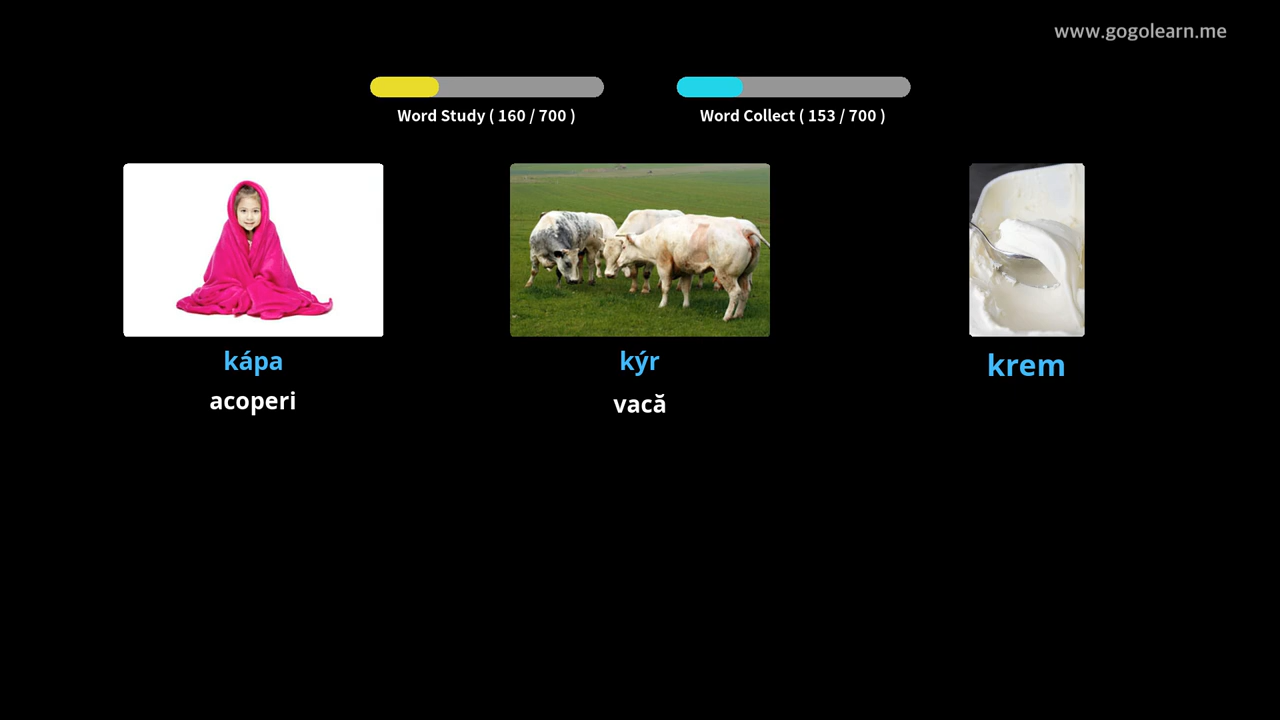 www.gogolearn.me
Word Study ( 160 / 700 )
Word Collect ( 153 / 700 )
kápa
kýr
krem
acoperi
vacă